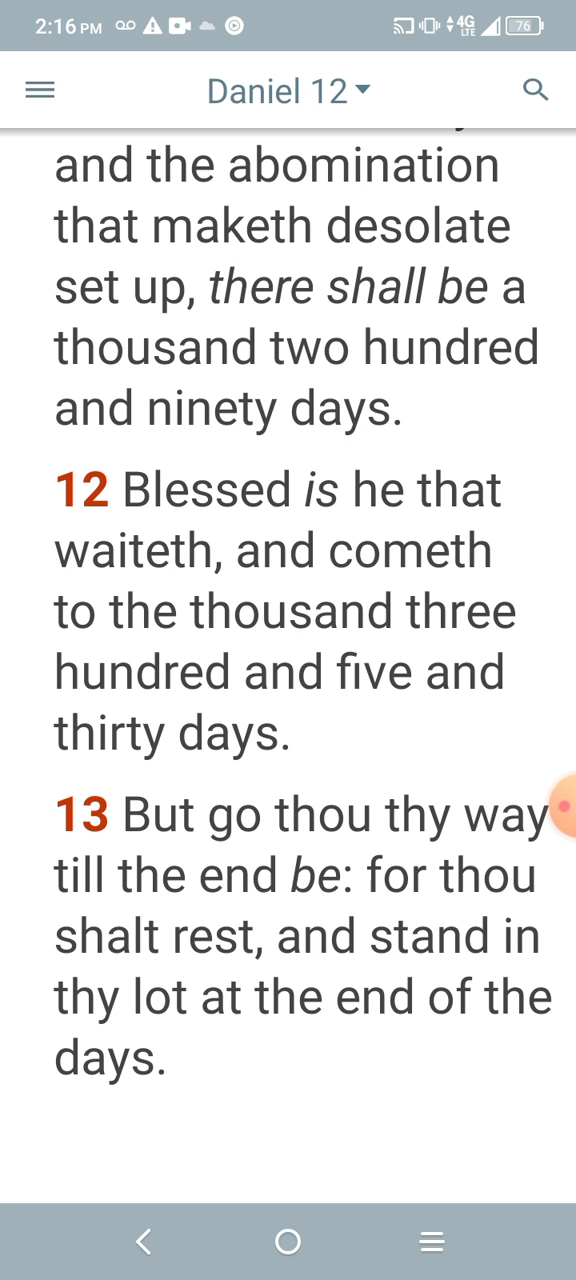 2:16 PM
4G
LTE
76
Daniel 12
and the abomination
that maketh desolate
set up, there shall be a
thousand two hundred
and ninety days.
12 Blessed is he that
waiteth, and cometh
to the thousand three
hundred and five and
thirty days.
13 But go thou thy way
till the end be: for thou
shalt rest, and stand in
thy lot at the end of the
days.